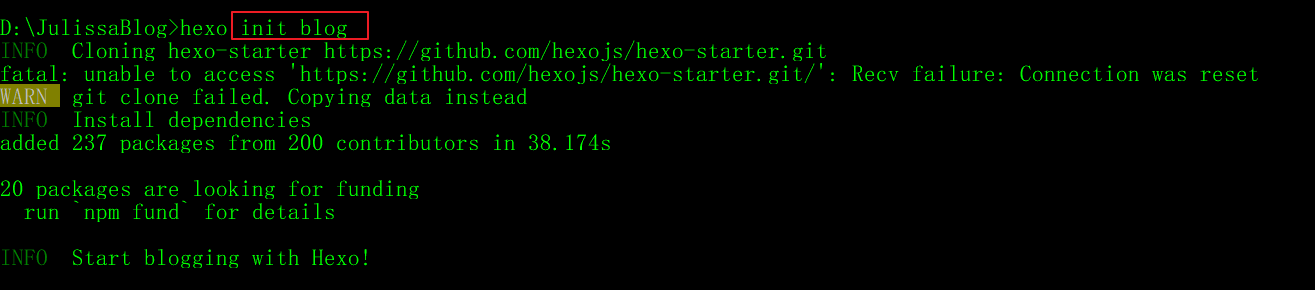 D:\JulissaBlog>hexo init blog
INFO  Cloning hexo-starter https://github.com/hexojs/hexo-starter.git
fatal: unable to access 'https://github.com/hexojs/hexo-starter.git/': Recv failure: Connection was reset
WARN  git clone failed. Copying data instead
INFO  Install dependencies
added 237 packages from 200 contributors in 38.174s
20 packages are looking for funding
  run `npm fund` for details
INFO  Start blogging with Hexo!